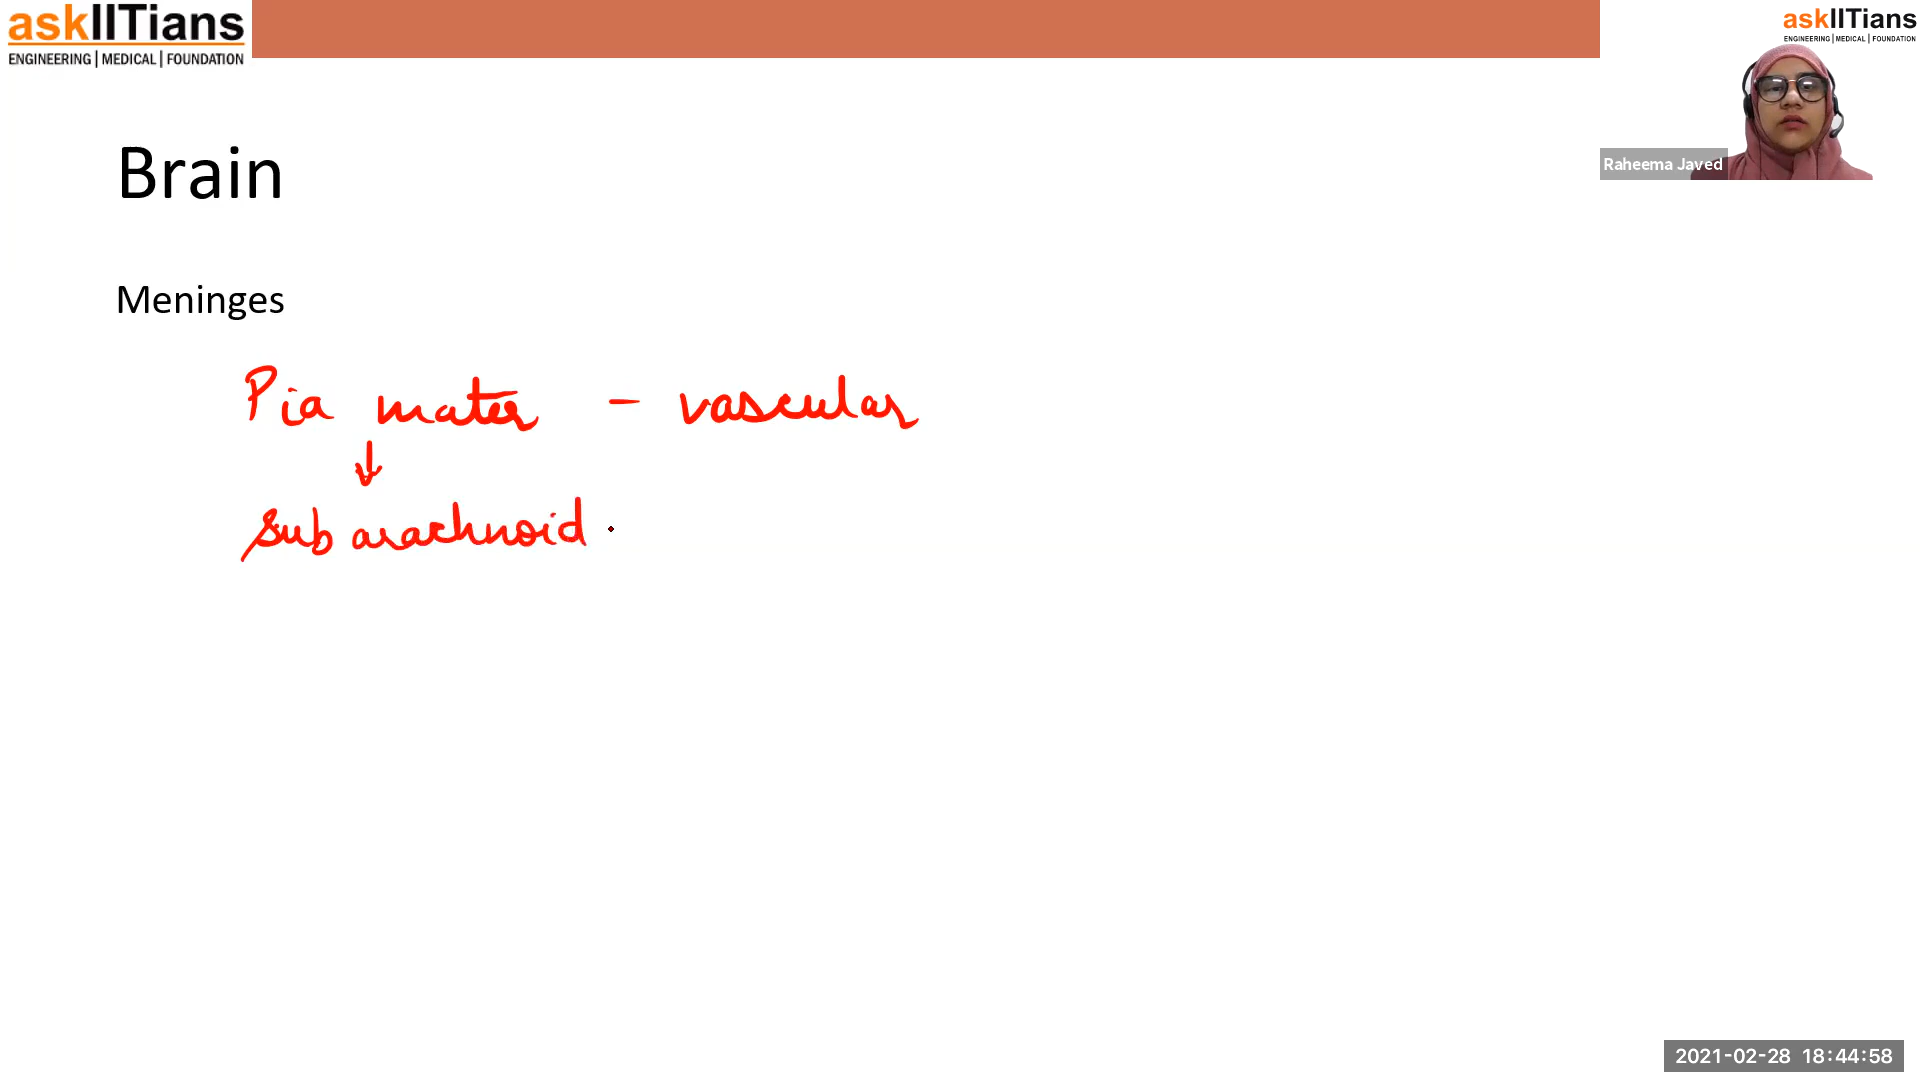 askIITians
ENGINEERING | MEDICAL | FOUNDATION
askIITians
ENGINEERING | MEDICAL | FOUNDATION
Raheema Javed
Brain
Meninges
Pia mater - vascular
↓
Sub arachnoid
2021-02-28 18:44:58